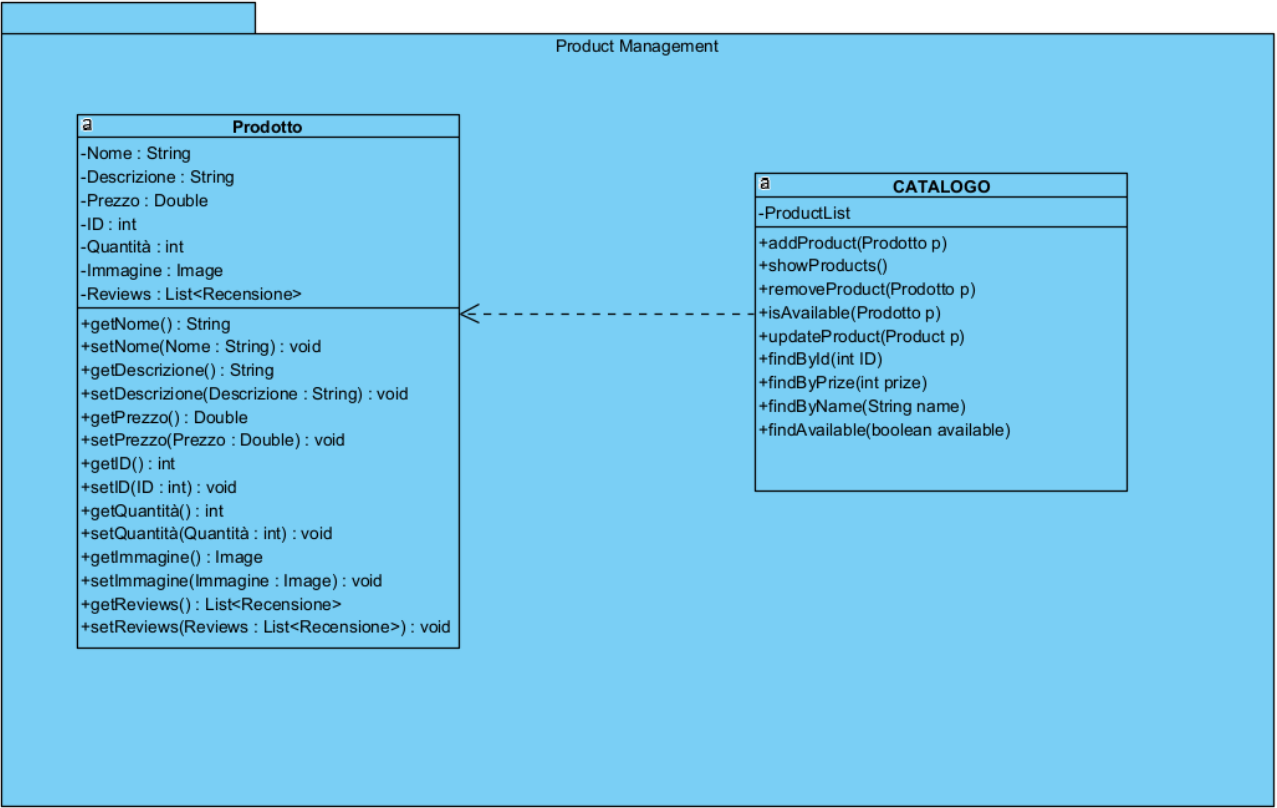 Product Management
a
Prodotto
-Nome : String
-Descrizione : String
-Prezzo : Double
-ID : int
-Quantità : int
-Immagine : Image
-Reviews : List<Recensione>
+getNome() : String
+setNome(Nome : String) : void
+getDescrizione() : String
+setDescrizione(Descrizione : String) : void
+getPrezzo() : Double
+setPrezzo(Prezzo : Double) : void
+getID() : int
+setID(ID : int) : void
+getQuantità() : int
+setQuantità(Quantità : int) : void
+getImmagine() : Image
+setImmagine(Immagine : Image) : void
+getReviews() : List<Recensione>
+setReviews(Reviews : List<Recensione>) : void
a
CATALOGO
-ProductList
+addProduct(Prodotto p)
+showProducts()
+removeProduct(Prodotto p)
+isAvailable(Prodotto p)
+updateProduct(Product p)
+findById(int ID)
+findByPrize(int prize)
+findByName(String name)
+findAvailable(boolean available)